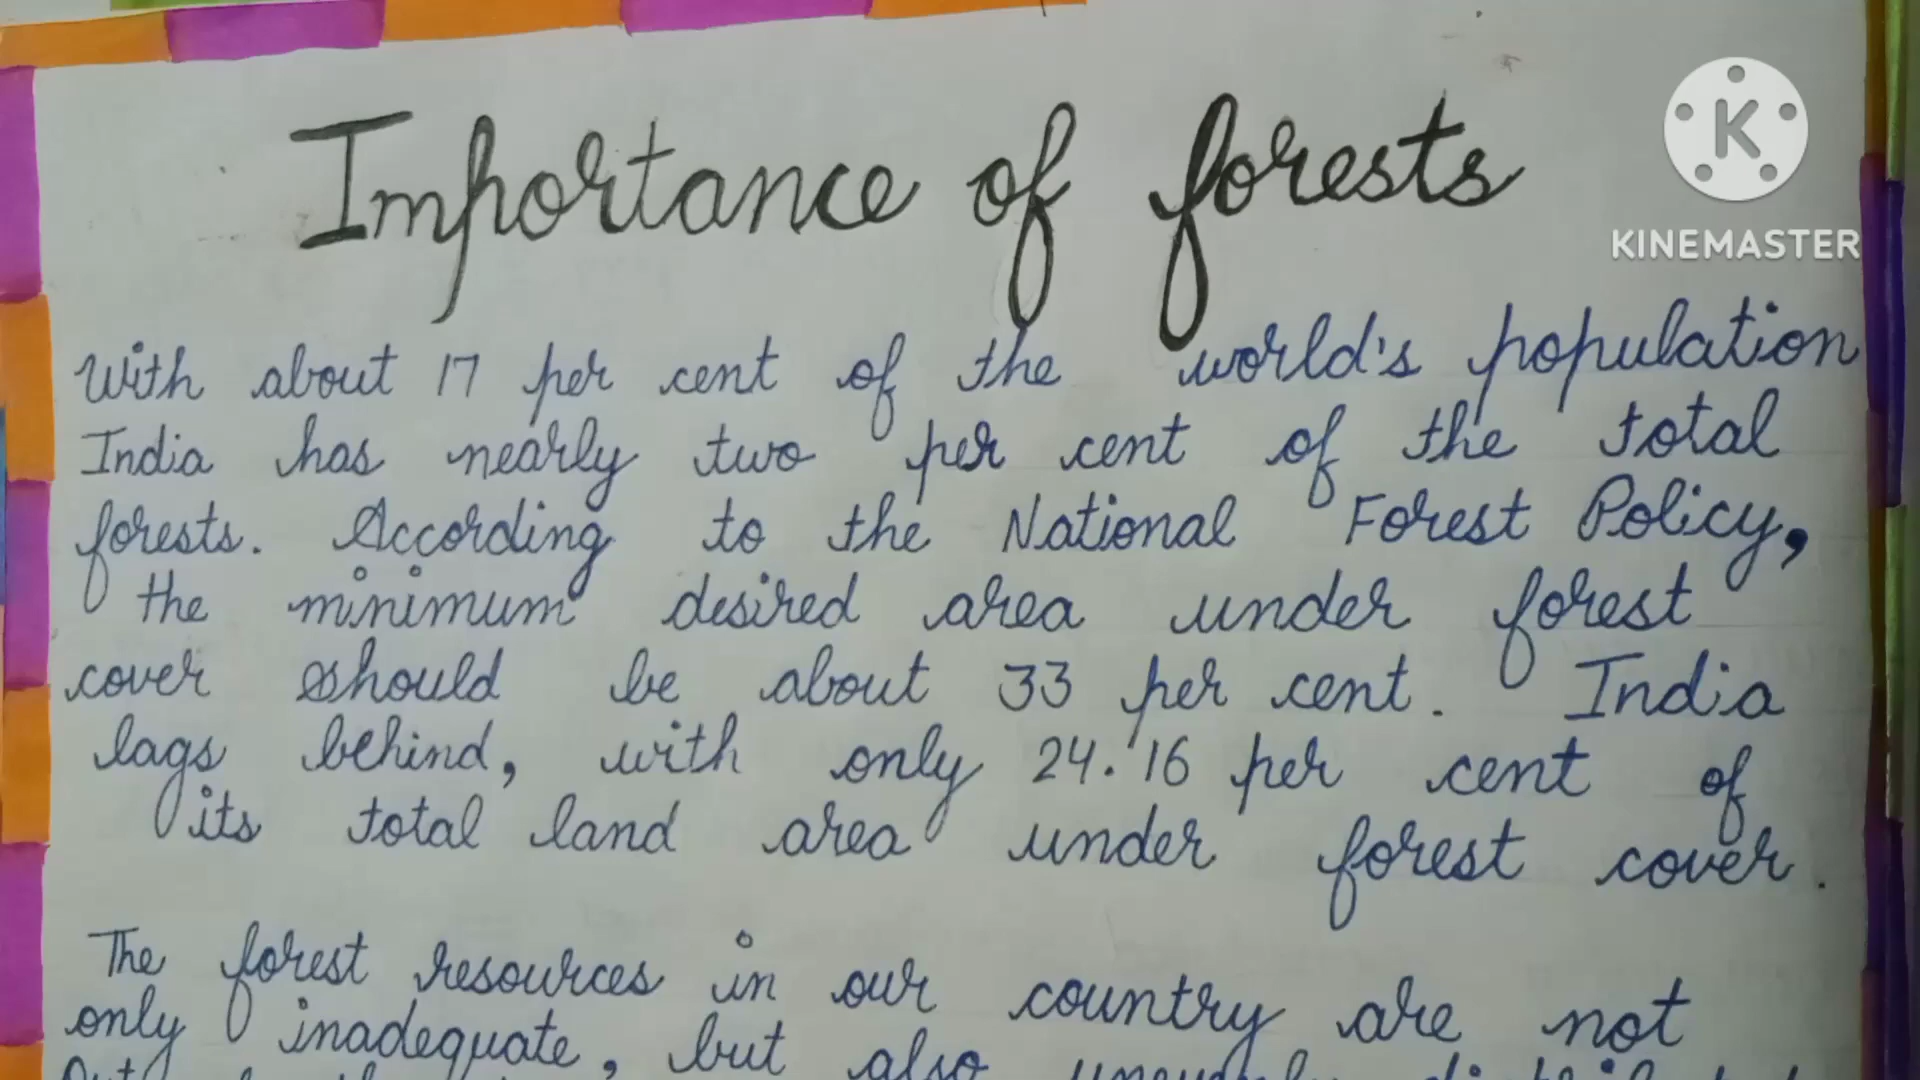 Importance of forests
K
KINEMASTER
With about 17 per cent of the world's population
India has nearly two per cent of the total
forests. According to the National Forest Policy,
the minimum desired area under forest
cover should be about 33 per cent. India
lags behind, with only 24.16 per cent of
its total land area under forest cover.
The forest resources in our country are not
only inadequate, but also